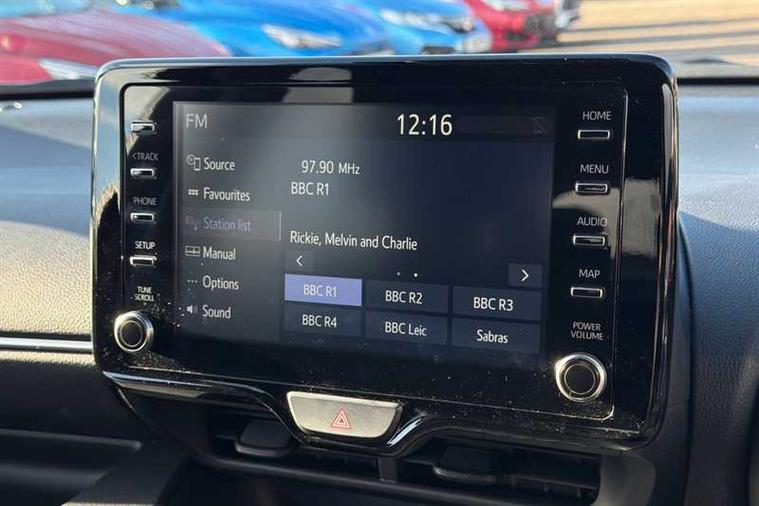 FM
12:16
HOME
<TRACK
Source
97.90 MHz
MENU
BBC R1
PHONE
Favourites
AUDIO
Station list
Rickie, Melvin and Charlie
SETUP
Manual
< >
MAP
TUNE
SCROLL
Options
BBC R1 BBC R2 BBC R3
Sound
BBC R4 BBC Leic Sabras
POWER
VOLUME